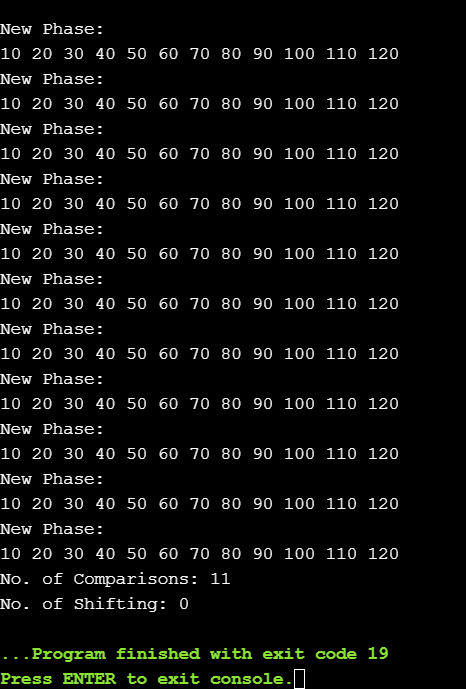 New Phase:
10 20 30 40 50 60 70 80 90 100 110 120
New Phase:
10 20 30 40 50 60 70 80 90 100 110 120
New Phase:
10 20 30 40 50 60 70 80 90 100 110 120
New Phase:
10 20 30 40 50 60 70 80 90 100 110 120
New Phase:
10 20 30 40 50 60 70 80 90 100 110 120
New Phase:
10 20 30 40 50 60 70 80 90 100 110 120
New Phase:
10 20 30 40 50 60 70 80 90 100 110 120
New Phase:
10 20 30 40 50 60 70 80 90 100 110 120
New Phase:
10 20 30 40 50 60 70 80 90 100 110 120
New Phase:
10 20 30 40 50 60 70 80 90 100 110 120
New Phase:
10 20 30 40 50 60 70 80 90 100 110 120
No. of Comparisons: 11
No. of Shifting: 0
...Program finished with exit code 19
Press ENTER to exit console.